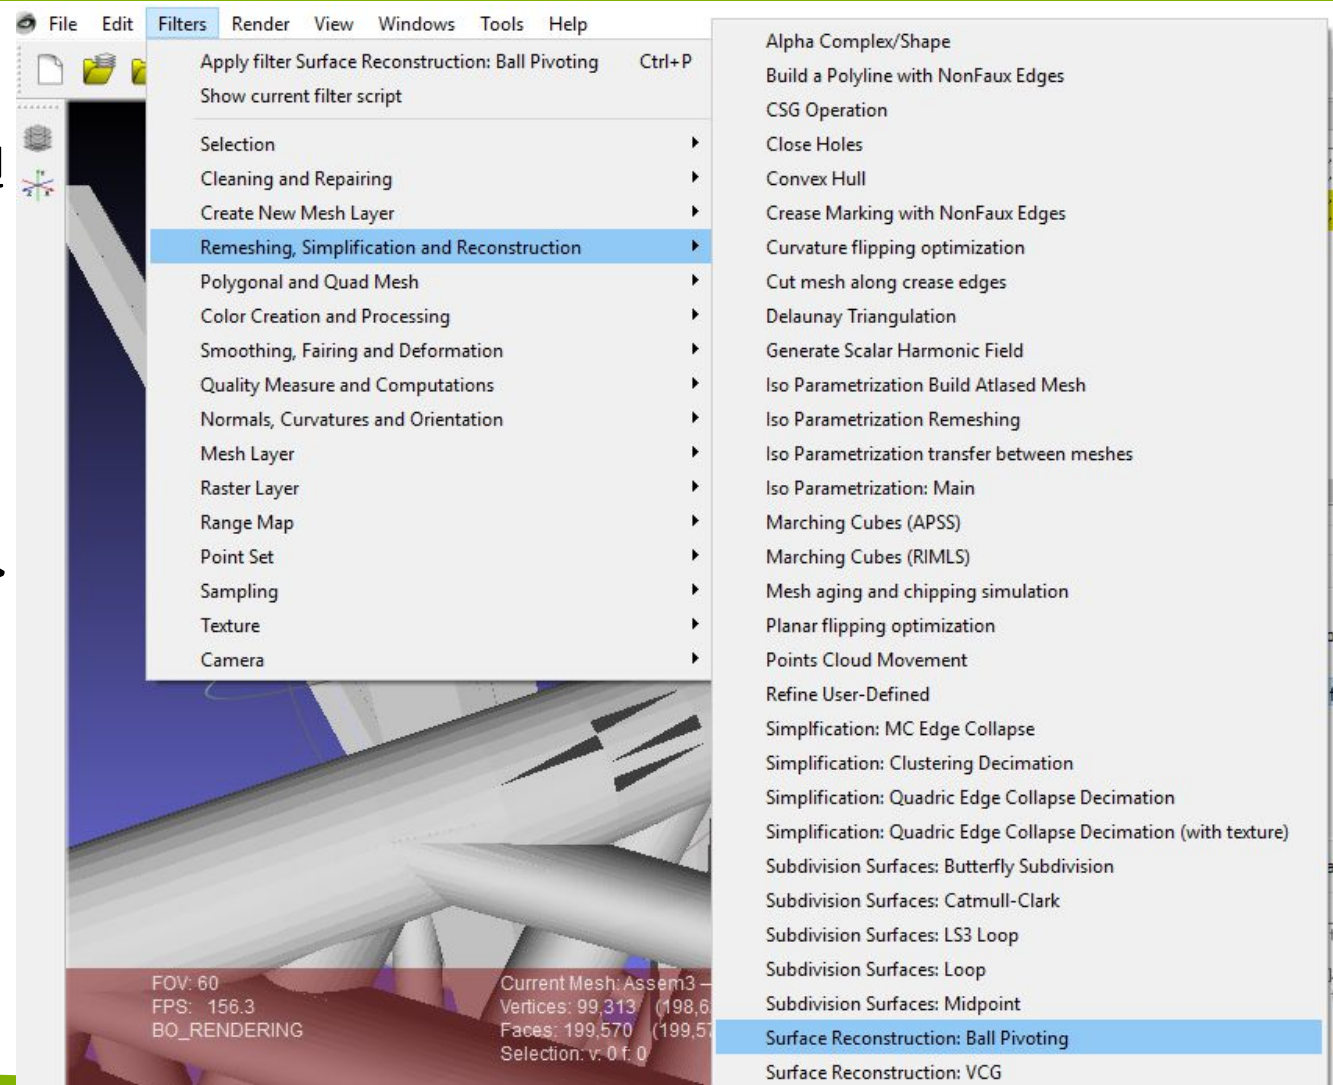 File Edit Filters Render View Windows Tools Help
Apply filter Surface Reconstruction: Ball Pivoting Ctrl+P
Show current filter script
Selection
Cleaning and Repairing
Create New Mesh Layer
Remeshing, Simplification and Reconstruction
Polygonal and Quad Mesh
Color Creation and Processing
Smoothing, Fairing and Deformation
Quality Measure and Computations
Normals, Curvatures and Orientation
Mesh Layer
Raster Layer
Range Map
Point Set
Sampling
Texture
Camera
Alpha Complex/Shape
Build a Polyline with NonFaux Edges
CSG Operation
Close Holes
Convex Hull
Crease Marking with NonFaux Edges
Curvature flipping optimization
Cut mesh along crease edges
Delaunay Triangulation
Generate Scalar Harmonic Field
Iso Parametrization Build Atlased Mesh
Iso Parametrization Remeshing
Iso Parametrization transfer between meshes
Iso Parametrization: Main
Marching Cubes (APSS)
Marching Cubes (RIMLS)
Mesh aging and chipping simulation
Planar flipping optimization
Points Cloud Movement
Refine User-Defined
Simplfication: MC Edge Collapse
Simplification: Clustering Decimation
Simplification: Quadric Edge Collapse Decimation
Simplification: Quadric Edge Collapse Decimation (with texture)
Subdivision Surfaces: Butterfly Subdivision
Subdivision Surfaces: Catmull-Clark
Subdivision Surfaces: LS3 Loop
Subdivision Surfaces: Loop
Subdivision Surfaces: Midpoint
Surface Reconstruction: Ball Pivoting
Surface Reconstruction: VCG
FOV: 60
FPS: 156.3
BO_RENDERING
Current Mesh: Assem3
Vertices: 99,313 (198,6
Faces: 199,570 (199,57
Selection: v: 0 f: 0